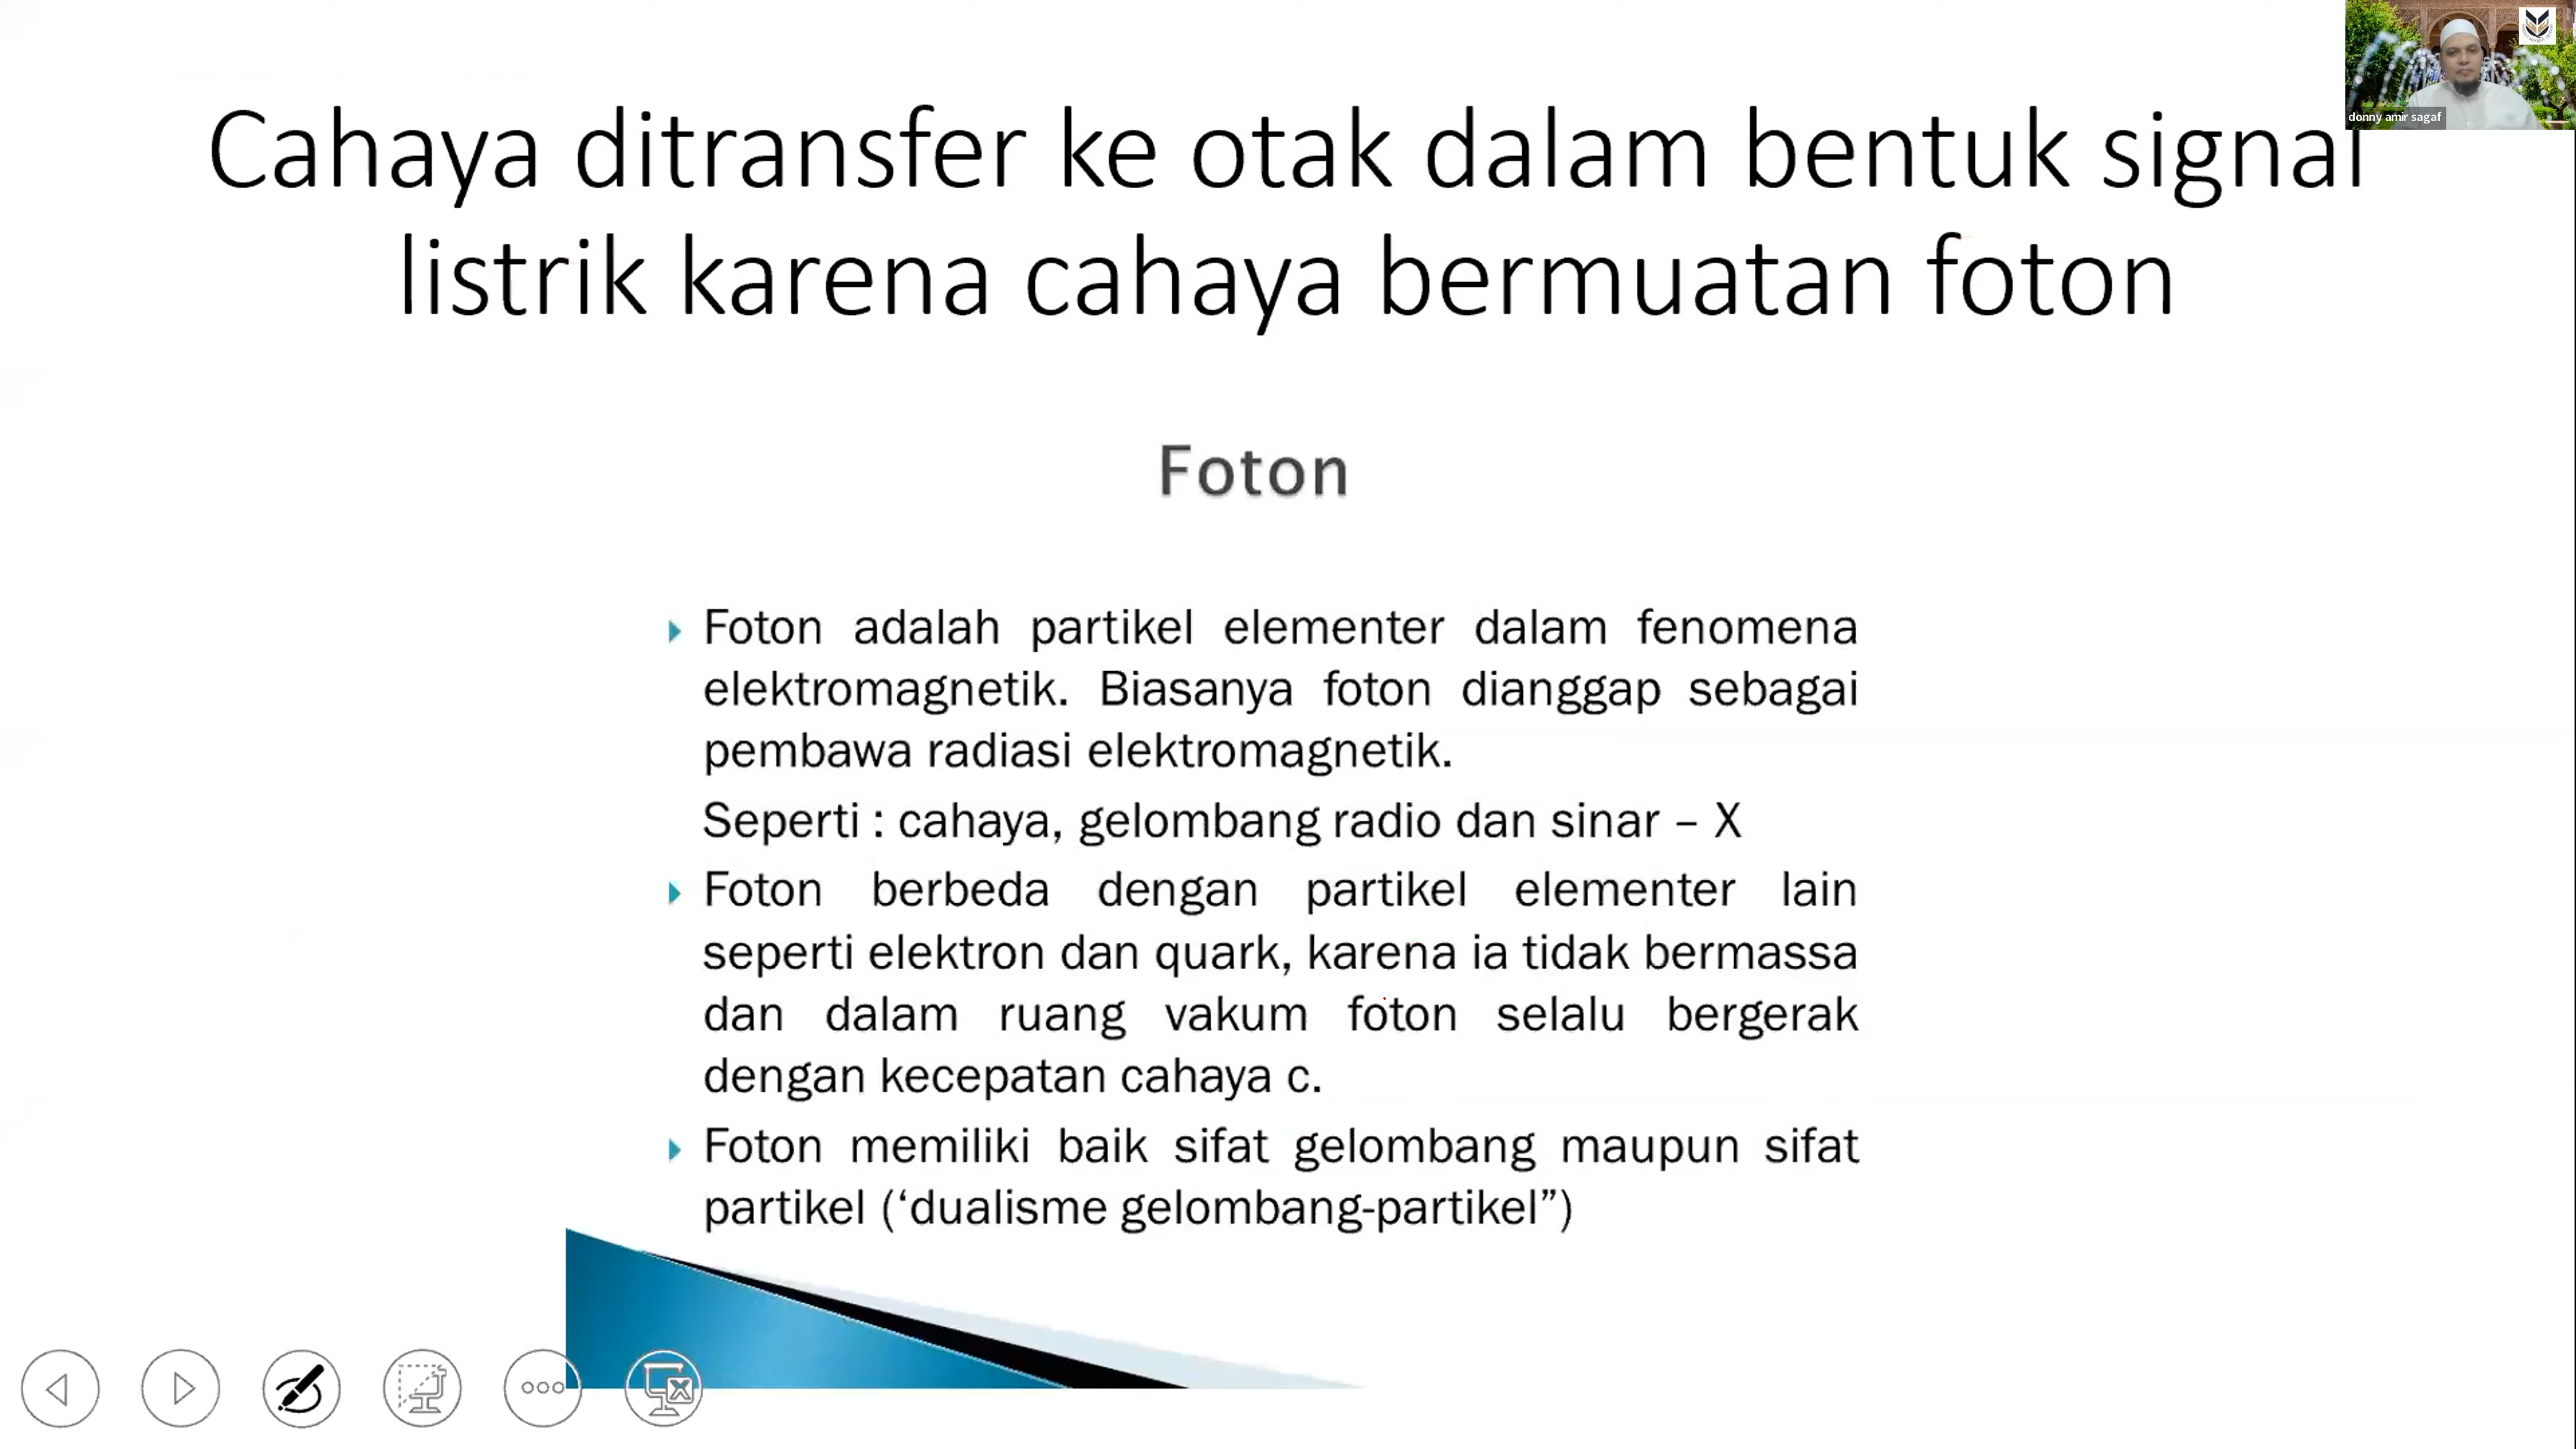 donny amir sagaf
Cahaya ditransfer ke otak dalam bentuk signal
listrik karena cahaya bermuatan foton
Foton
Foton adalah partikel elementer dalam fenomena
elektromagnetik. Biasanya foton dianggap sebagai
pembawa radiasi elektromagnetik.
Seperti : cahaya, gelombang radio dan sinar – X
Foton berbeda dengan partikel elementer lain
seperti elektron dan quark, karena ia tidak bermassa
dan dalam ruang vakum foton selalu bergerak
dengan kecepatan cahaya c.
Foton memiliki baik sifat gelombang maupun sifat
partikel (‘dualisme gelombang-partikel”)